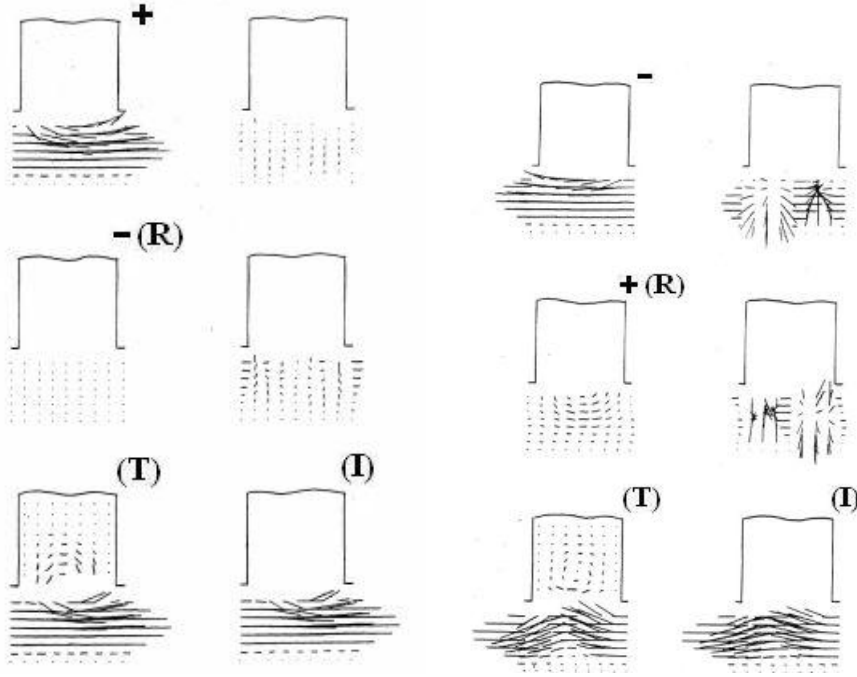 +
-
- (R)
+ (R)
(T) (I)
(T) (I)